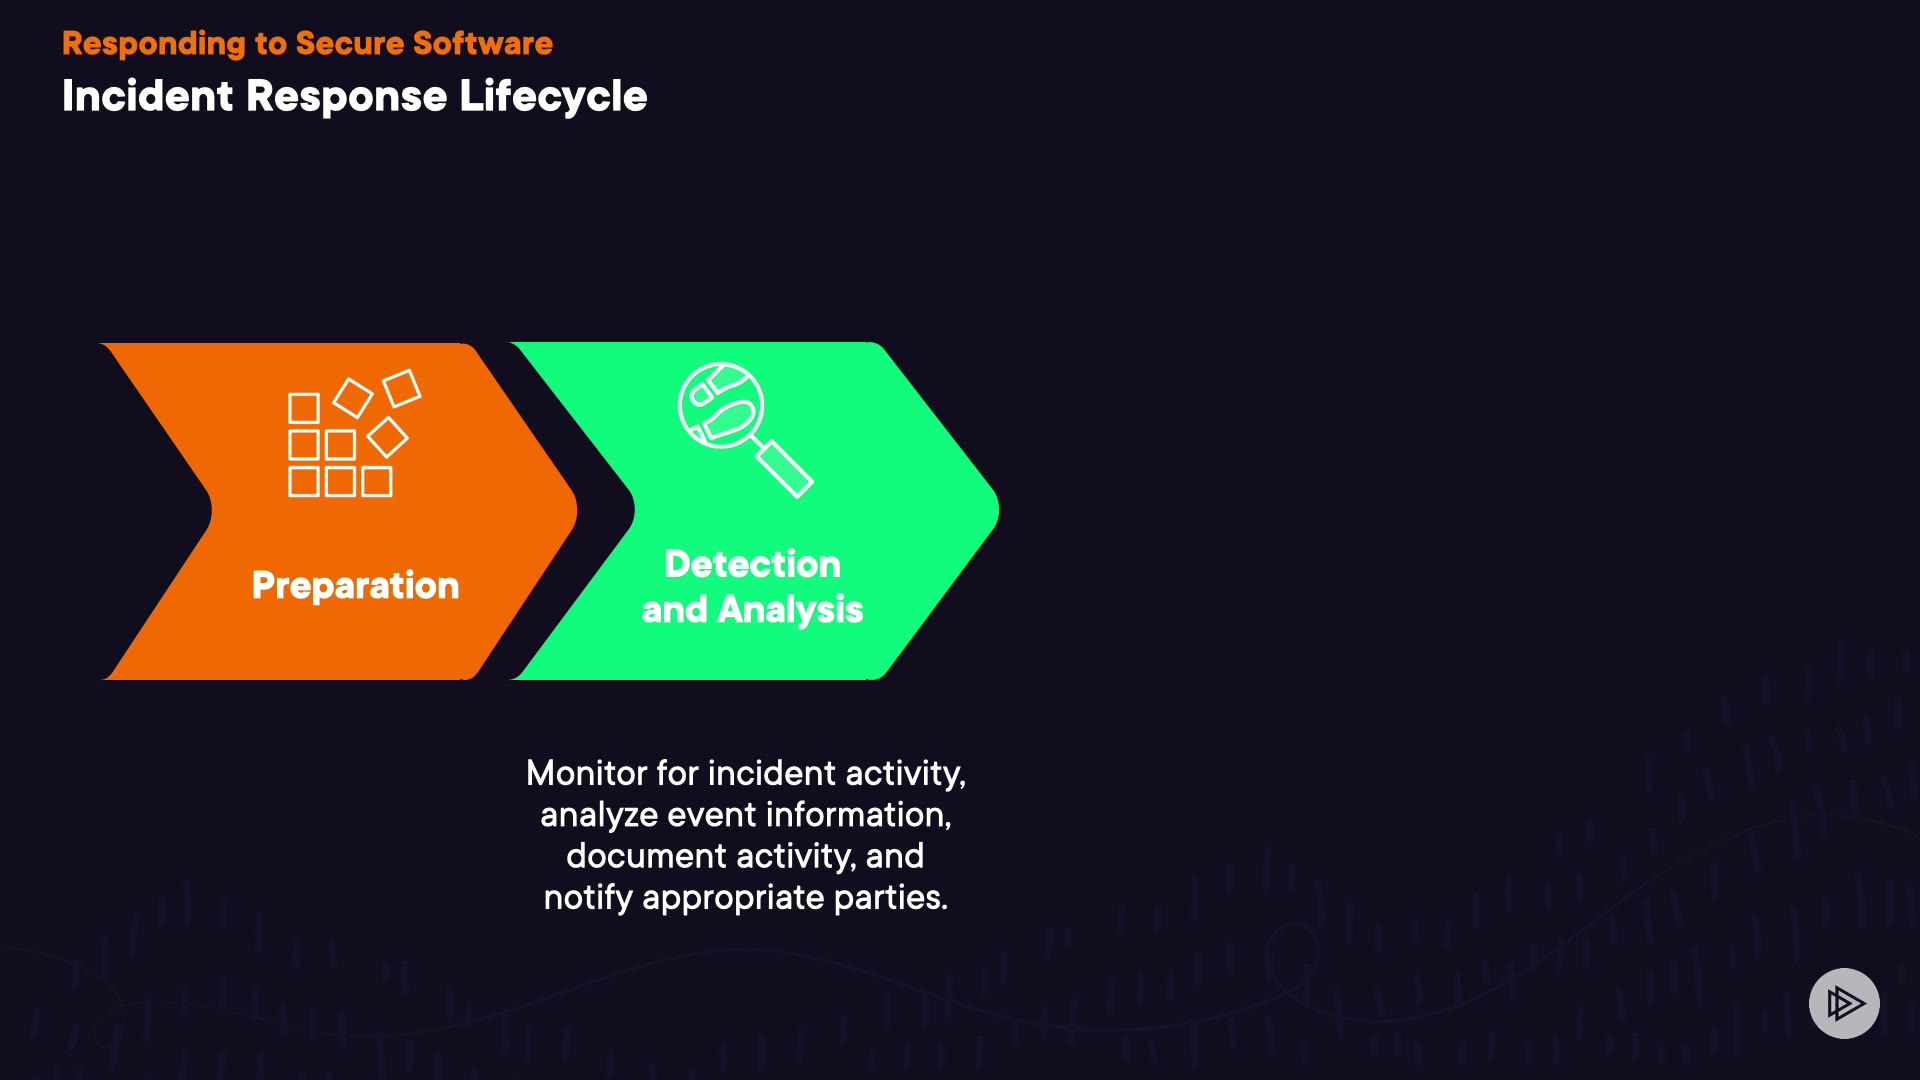 Responding to Secure Software
Incident Response Lifecycle
Preparation
Detection
and Analysis
Monitor for incident activity,
analyze event information,
document activity, and
notify appropriate parties.